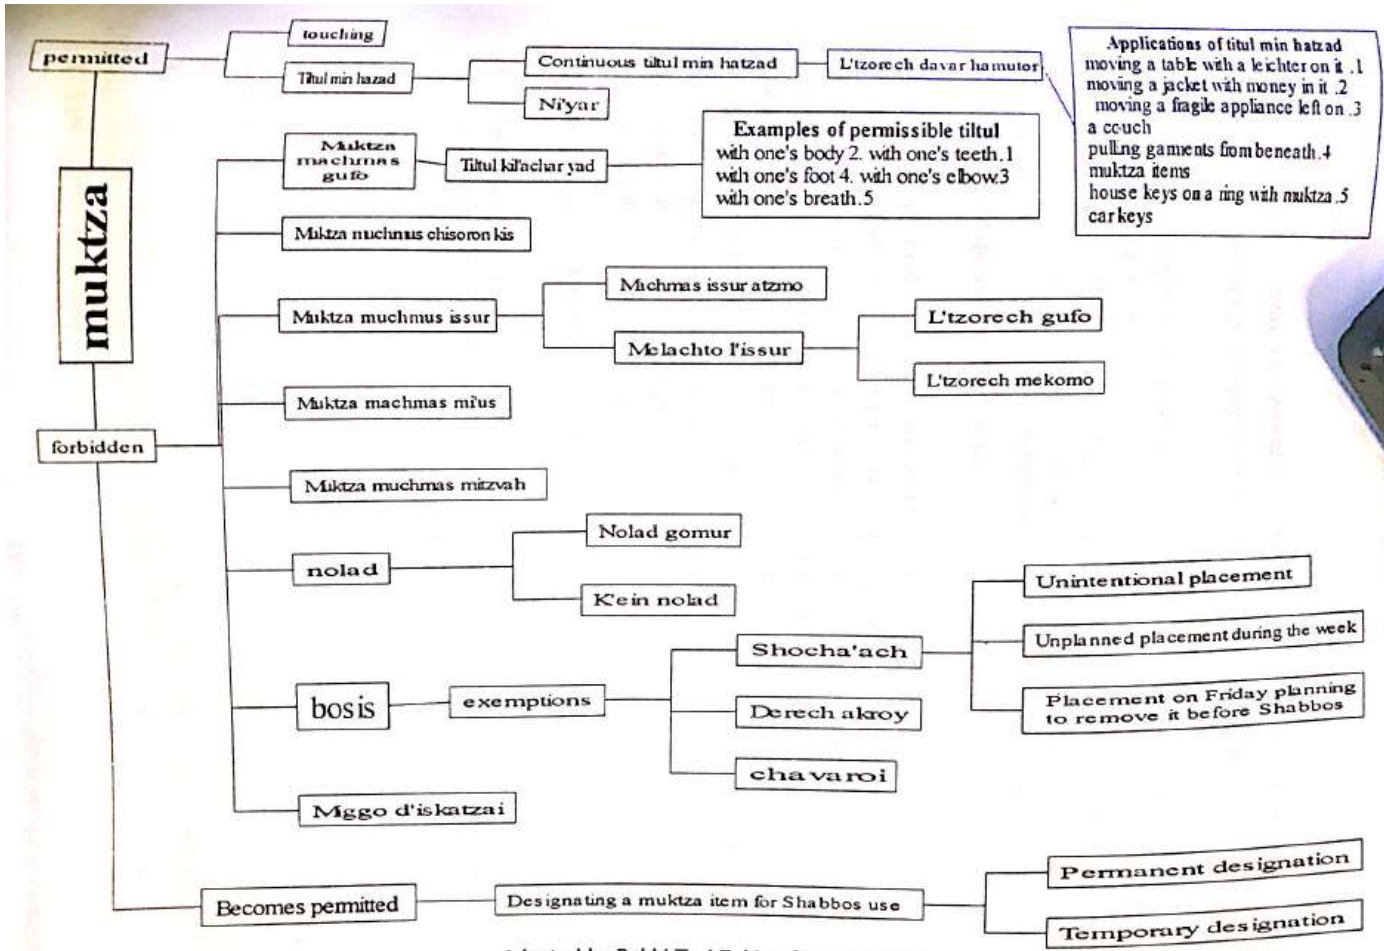 permitted
touching
Tiltul min hazad
Continuous tiltul min hatzad
Ni'yar
L'tzorech davar hamutor
Applications of titul min hatzad
moving a table with a leichter on it .1
moving a jacket with money in it .2
moving a fragile appliance left on .3
a couch
pulling garments from beneath .4
muktza items
house keys on a ring with muktza .5
car keys
muktza
Muktza
machmas
gufo
Tiltul kil'achar yad
Examples of permissible tiltul
with one's body 2. with one's teeth.1
with one's foot 4. with one's elbow.3
with one's breath.5
Muktza muchmus chisoron kis
Muktza muchmus issur
Machmas issur atzmo
Melachto l'issur
L'tzorech gufo
L'tzorech mekomo
Muktza machmas mi'us
forbidden
Muktza muchmas mitzvah
nolad
Nolad gomur
K'ein nolad
bosis
exemptions
Shocha'ach
Unintentional placement
Unplanned placement during the week
Placement on Friday planning
to remove it before Shabbos
Derech akroy
chavaroi
Miggo d'iskatzai
Becomes permitted
Designating a muktza item for Shabbos use
Permanent designation
Temporary designation